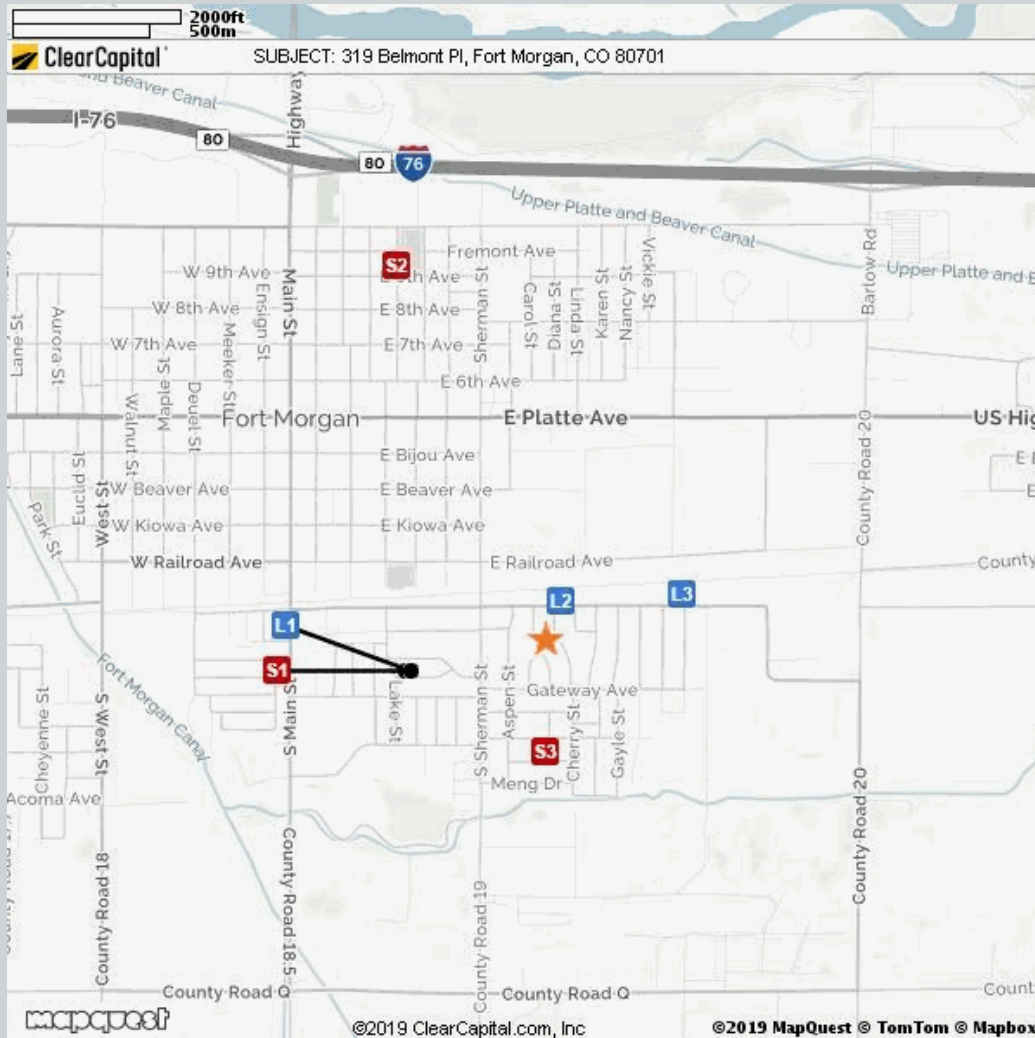 2000ft
500m
ClearCapital
SUBJECT: 319 Belmont Pl, Fort Morgan, CO 80701
and Beaver Canal
I-76
80
Highway
80
76
Upper Platte and Beaver Canal
Upper Platte and B
Barlow Rd
Fremont Ave
S2
W 9th Ave
Vickie St
Main St
Ensign St
Sherman St
Carol St
Diana St
Linda St
Karen St
Nancy St
W 8th Ave
E 8th Ave
Lane St
Aurora St
W 7th Ave
E 7th Ave
Maple St
Meeker St
Deuel St
E 6th Ave
Walnut St
Fort Morgan
E Platte Ave
US Hig
E Bijou Ave
Euclid St
W Beaver Ave
E Beaver Ave
County Road 20
West St
Park St
W Kiowa Ave
E Kiowa Ave
W Railroad Ave
E Railroad Ave
County
L1
L2
L3
S1
Fort Morgan Canal
S West St
S Main St
Lake St
S Sherman St
Aspen St
Gateway Ave
Cheyenne St
Cherry St
Gayle St
S3
Meng Dr
Acoma Ave
County Road 20
County Road 18
County Road 18.5
County Road 19
County Road Q
County Road Q
Count
mapquest
©2019 ClearCapital.com, Inc
©2019 MapQuest © TomTom © Mapbox